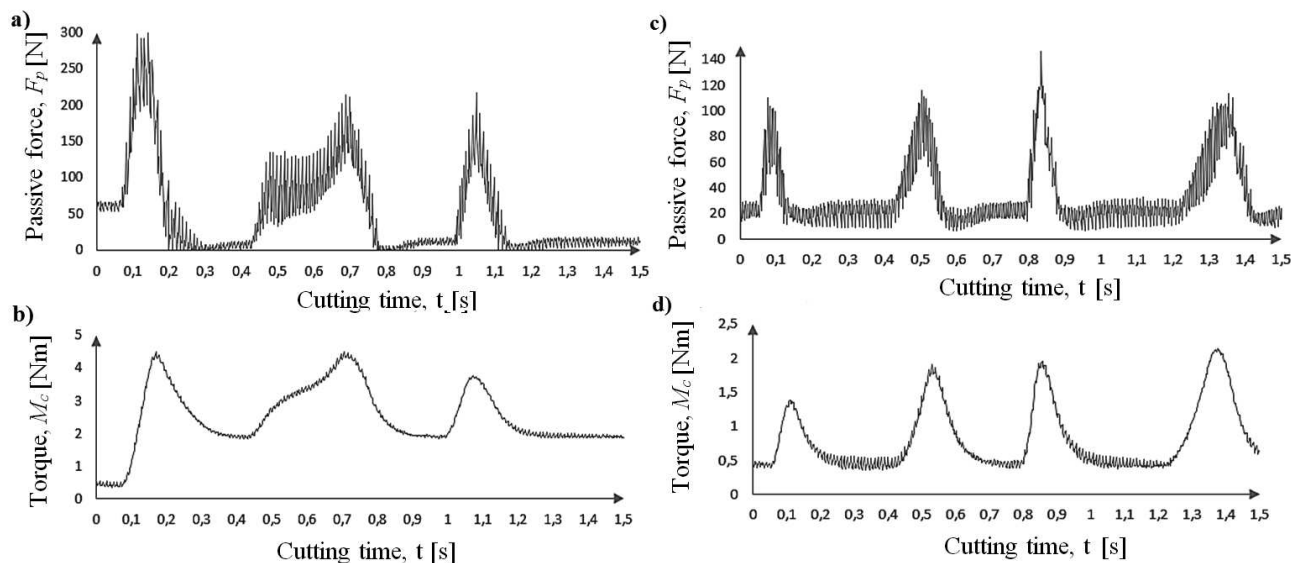 a)
Passive force, F_p [N]
300
250
200
150
100
50
0
0 0,1 0,2 0,3 0,4 0,5 0,6 0,7 0,8 0,9 1 1,1 1,2 1,3 1,4 1,5
Cutting time, t [s]
b)
Torque, M_c [Nm]
5
4
3
2
1
0
0 0,1 0,2 0,3 0,4 0,5 0,6 0,7 0,8 0,9 1 1,1 1,2 1,3 1,4 1,5
Cutting time, t [s]
c)
Passive force, F_p [N]
140
120
100
80
60
40
20
0
0 0,1 0,2 0,3 0,4 0,5 0,6 0,7 0,8 0,9 1 1,1 1,2 1,3 1,4 1,5
Cutting time, t [s]
d)
Torque, M_c [Nm]
2,5
2
1,5
1
0,5
0
0 0,1 0,2 0,3 0,4 0,5 0,6 0,7 0,8 0,9 1 1,1 1,2 1,3 1,4 1,5
Cutting time, t [s]